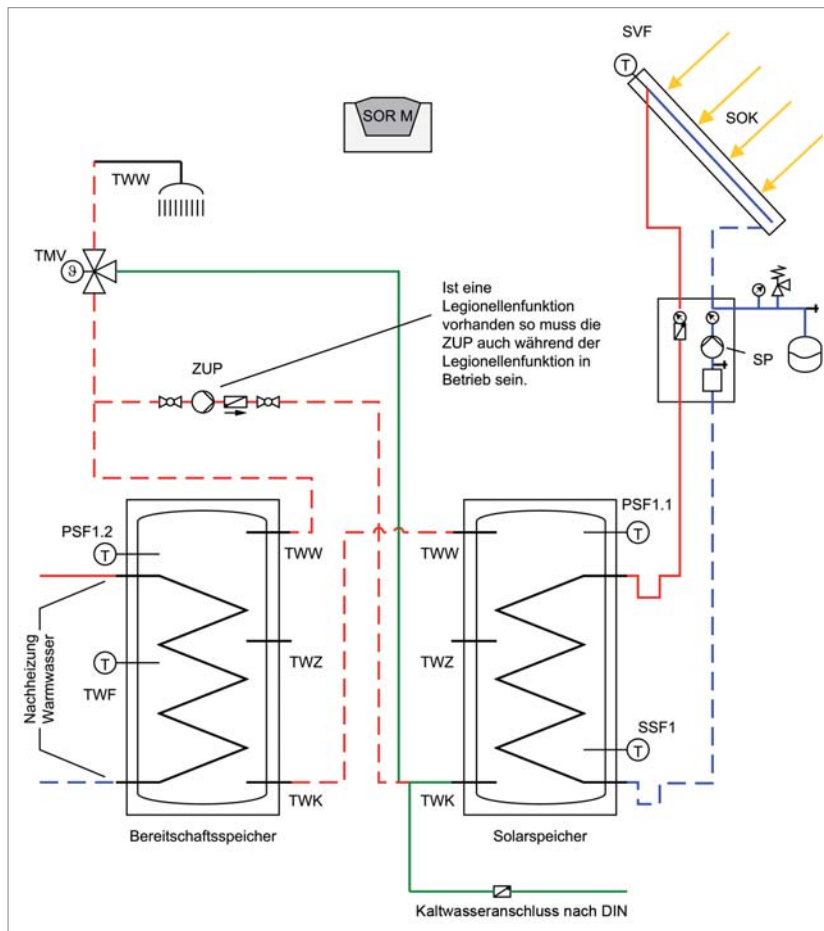 SVF
T
SOR M
SOK
TWW
TMV
ϑ
Ist eine
Legionellenfunktion
vorhanden so muss die
ZUP auch während der
Legionellenfunktion in
Betrieb sein.
ZUP
SP
PSF1.2
T
TWW
TWW
PSF1.1
T
Nachheizung
Warmwasser
T
TWF
TWZ
TWZ
SSF1
T
TWK
TWK
Bereitschaftsspeicher
Solarspeicher
Kaltwasseranschluss nach DIN